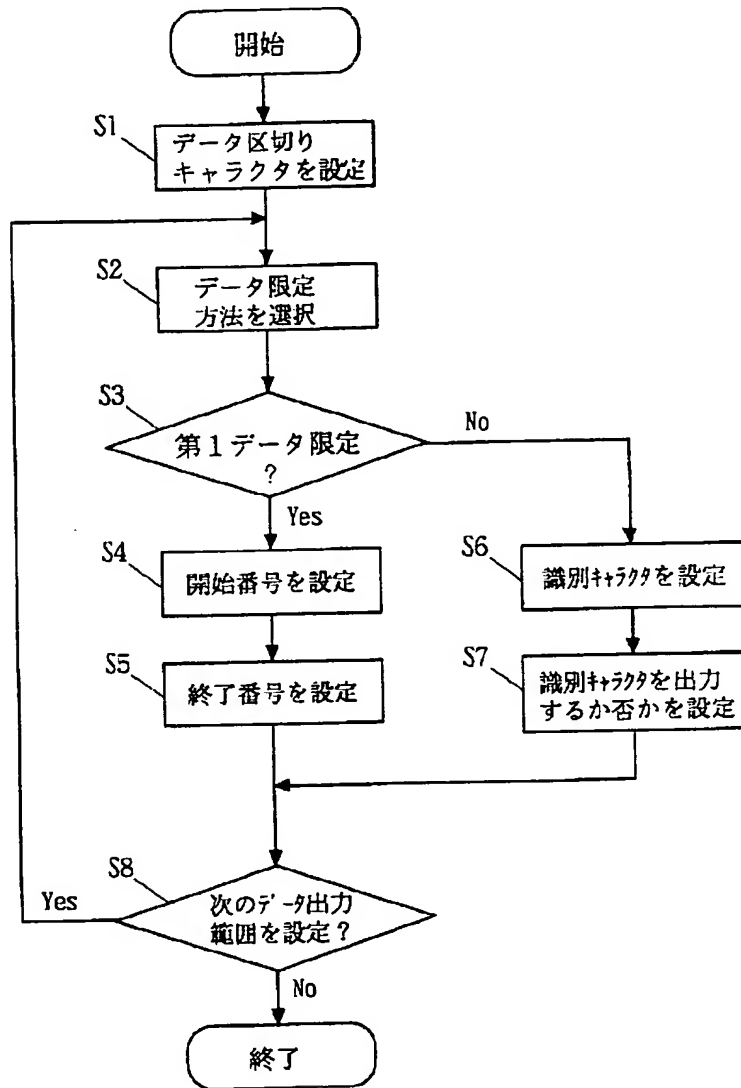 開始
S1
データ区切り
キャラクタを設定
S2
データ限定
方法を選択
S3
第1データ限定
?
No
Yes
S4
開始番号を設定
S5
終了番号を設定
S6
識別キャラクタを設定
S7
識別キャラクタを出力
するか否かを設定
S8
次のデータ出力
範囲を設定?
Yes
No
終了